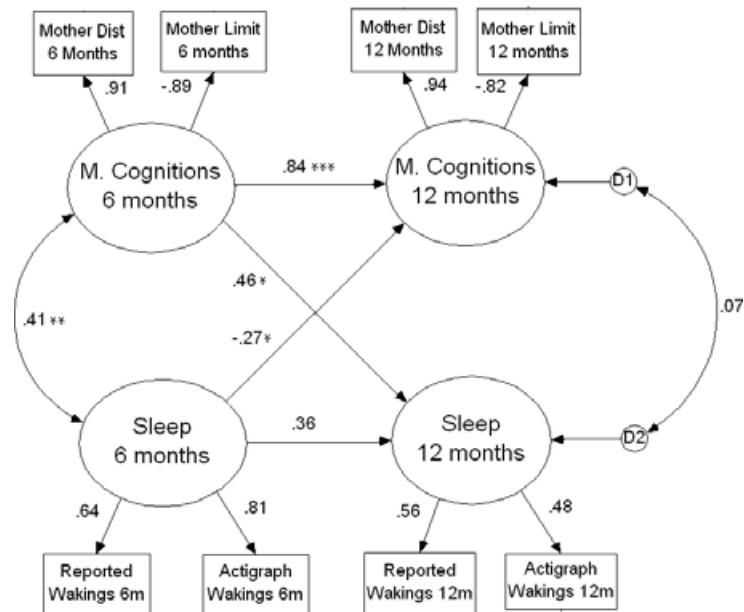 Mother Dist
6 Months
Mother Limit
6 months
Mother Dist
12 Months
Mother Limit
12 months
.91
-.89
.94
-.82
M. Cognitions
6 months
.84 ***
M. Cognitions
12 months
D1
.41 **
.46 *
-.27*
.07
Sleep
6 months
.36
Sleep
12 months
D2
.64
.81
.56
.48
Reported
Wakings 6m
Actigraph
Wakings 6m
Reported
Wakings 12m
Actigraph
Wakings 12m